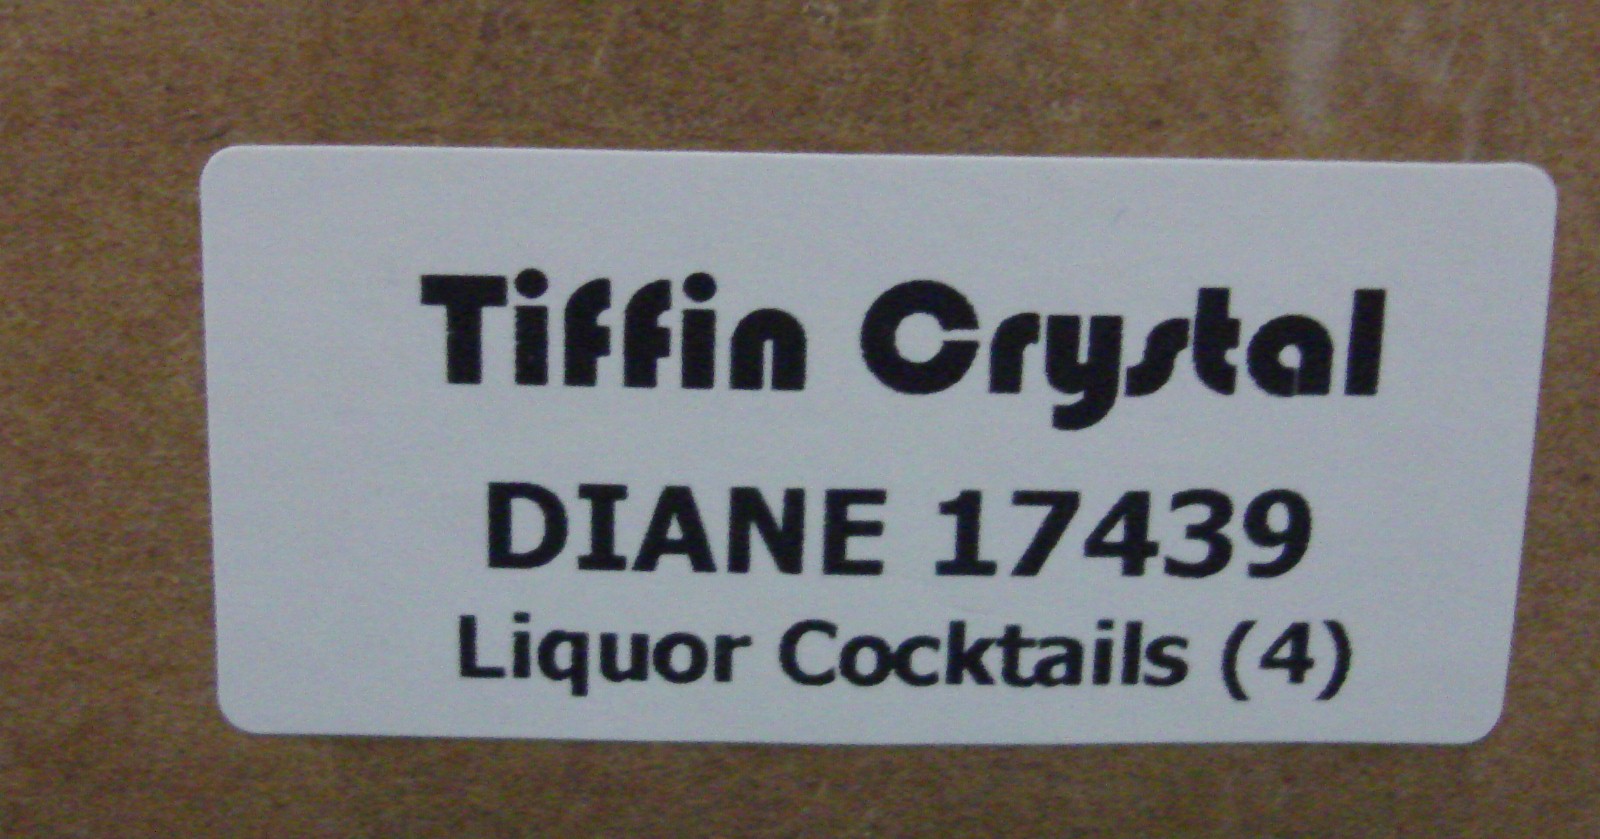 Tiffin Crystal
DIANE 17439
Liquor Cocktails (4)